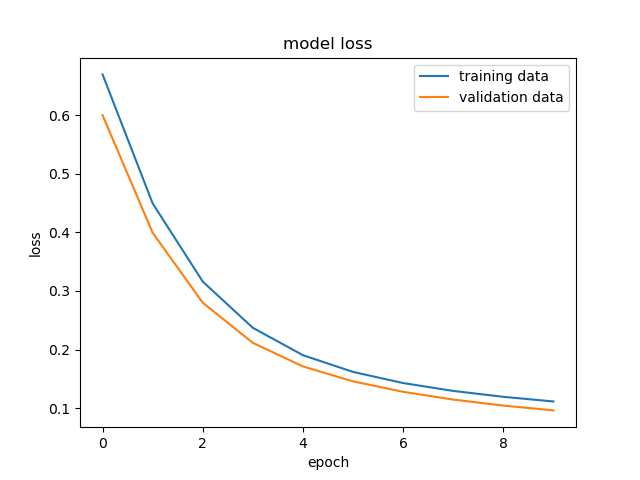 model loss
training data
validation data
0.6
0.5
0.4
0.3
0.2
0.1
loss
0 2 4 6 8
epoch